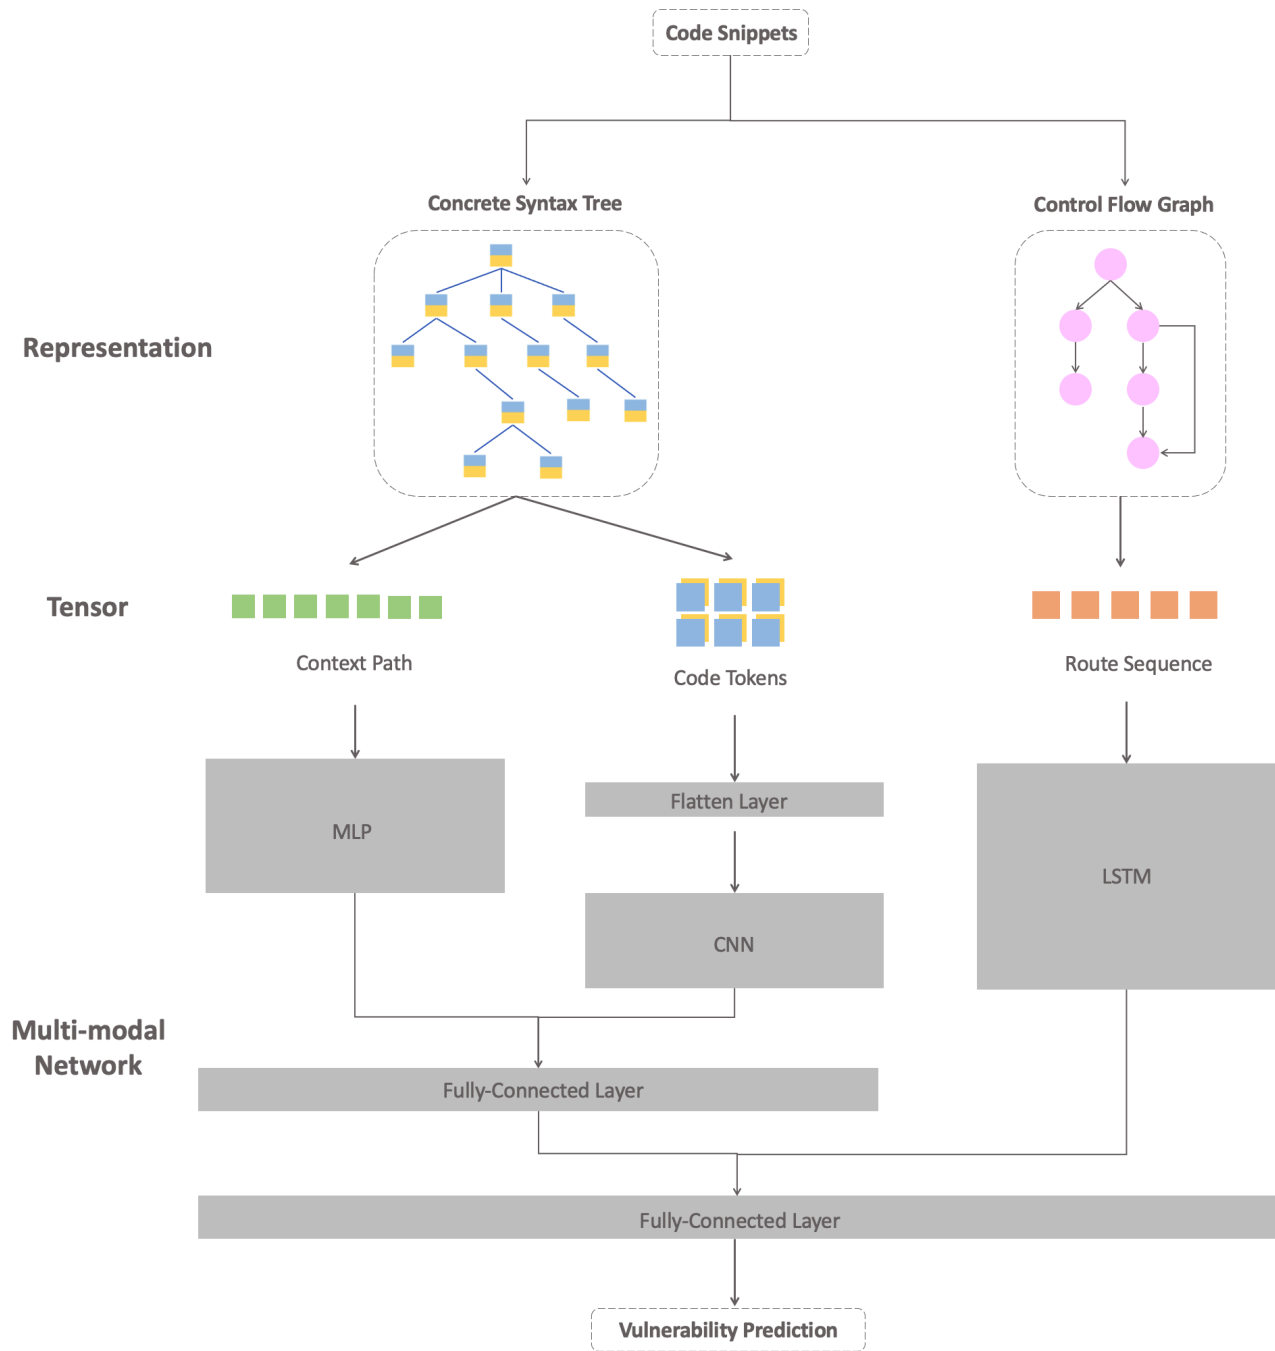 Code Snippets
Concrete Syntax Tree
Control Flow Graph
Representation
Tensor
Context Path
Code Tokens
Route Sequence
MLP
Flatten Layer
CNN
LSTM
Multi-modal
Network
Fully-Connected Layer
Fully-Connected Layer
Vulnerability Prediction